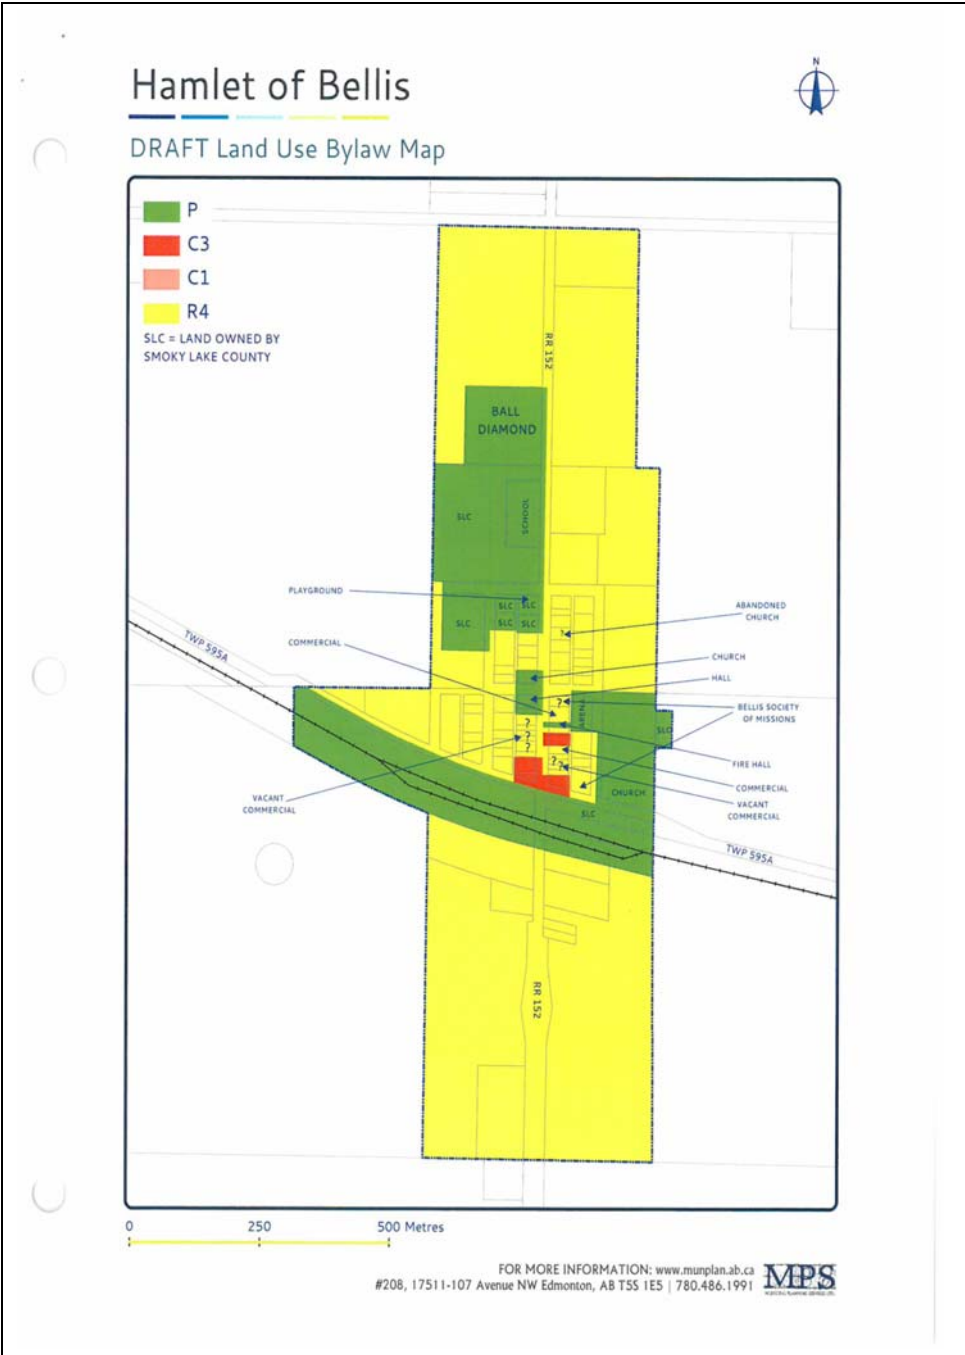 N
Hamlet of Bellis
DRAFT Land Use Bylaw Map
P
C3
C1
R4
SLC = LAND OWNED BY
SMOKY LAKE COUNTY
RR 152
BALL
DIAMOND
SLC
SCHOOL
PLAYGROUND
SLC SLC
SLC SLC SLC
ABANDONED
CHURCH
?
COMMERCIAL
TWP 595A
CHURCH
HALL
BELLIS SOCIETY
OF MISSIONS
?
ARENA
SLC
?
?
?
FIRE HALL
??
COMMERCIAL
VACANT
COMMERCIAL
CHURCH
VACANT
COMMERCIAL
SLC
TWP 595A
RR 152
0 250 500 Metres
FOR MORE INFORMATION: www.munplan.ab.ca
#208, 17511-107 Avenue NW Edmonton, AB T5S 1E5 | 780.486.1991
MPS